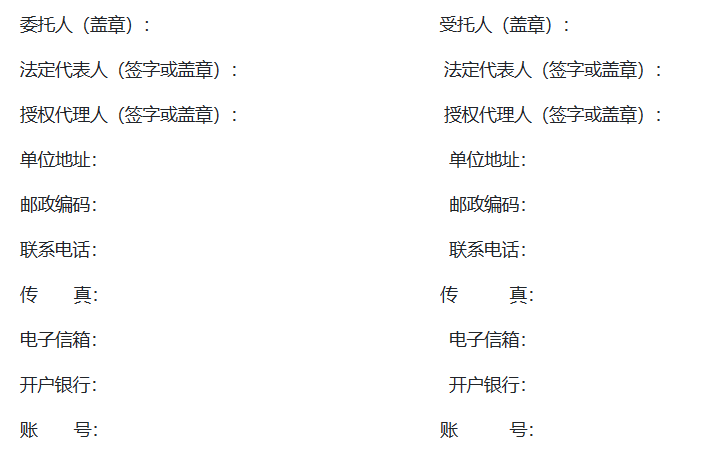 委托人（盖章）： 受托人（盖章）：
法定代表人（签字或盖章）： 法定代表人（签字或盖章）：
授权代理人（签字或盖章）： 授权代理人（签字或盖章）：
单位地址： 单位地址：
邮政编码： 邮政编码：
联系电话： 联系电话：
传 真： 传 真：
电子信箱： 电子信箱：
开户银行： 开户银行：
账 号： 账 号：